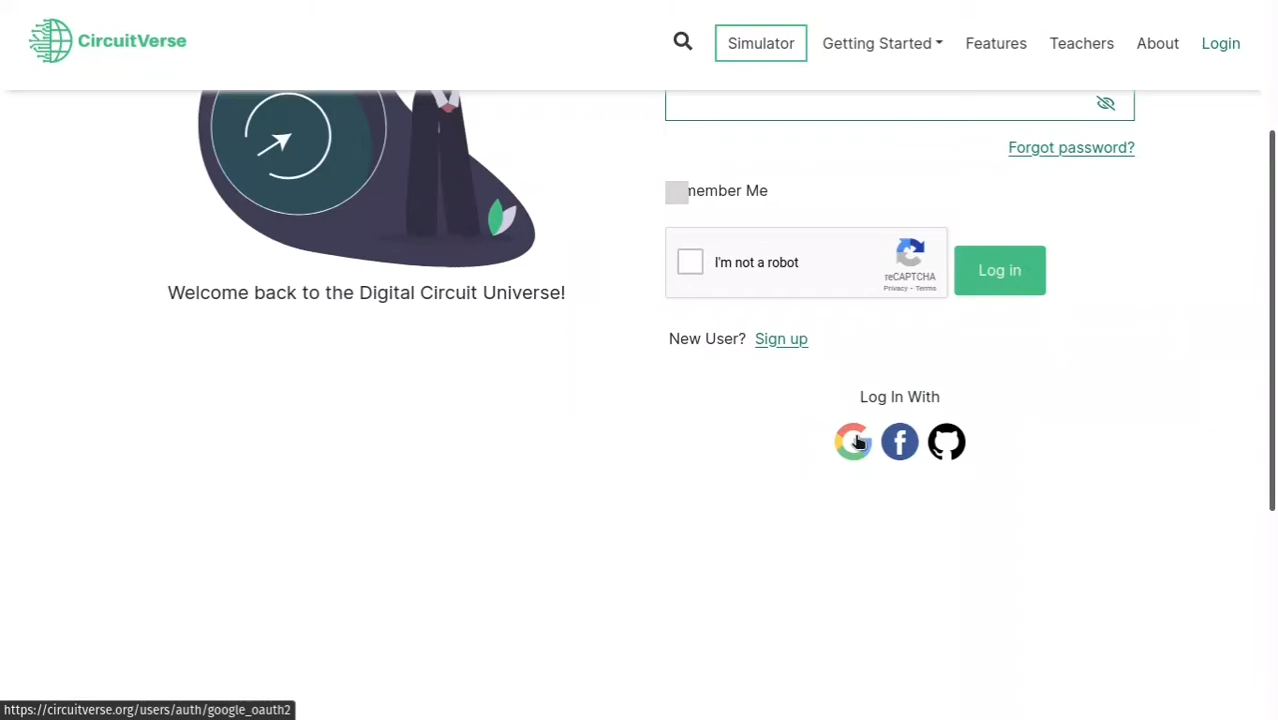 CircuitVerse
Simulator
Getting Started
Features
Teachers
About
Login
Forgot password?
member Me
I'm not a robot
reCAPTCHA
Privacy - Terms
Log in
Welcome back to the Digital Circuit Universe!
New User? Sign up
Log In With
https://circuitverse.org/users/auth/google_oauth2